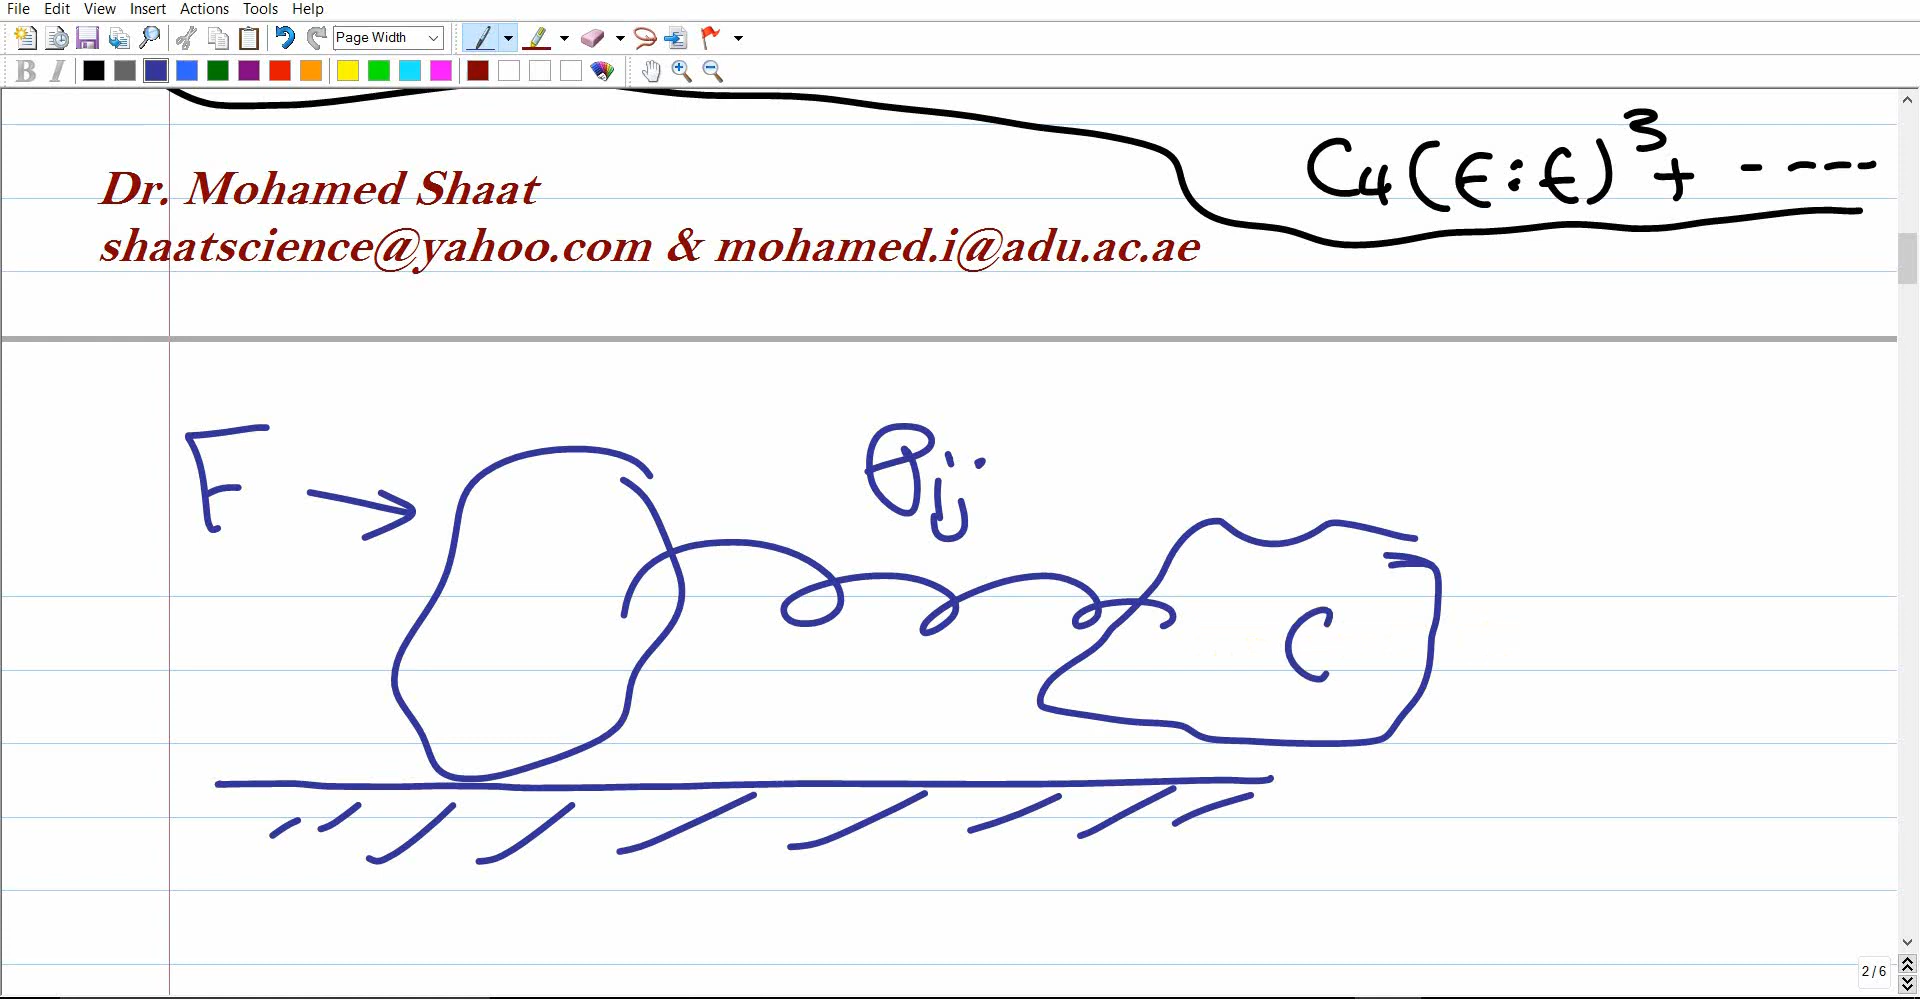 File Edit View Insert Actions Tools Help
Page Width
B I
C4(ε:ε)³+ -----
Dr. Mohamed Shaat
shaatscience@yahoo.com & mohamed.i@adu.ac.ae
F
ij
C
2 / 6